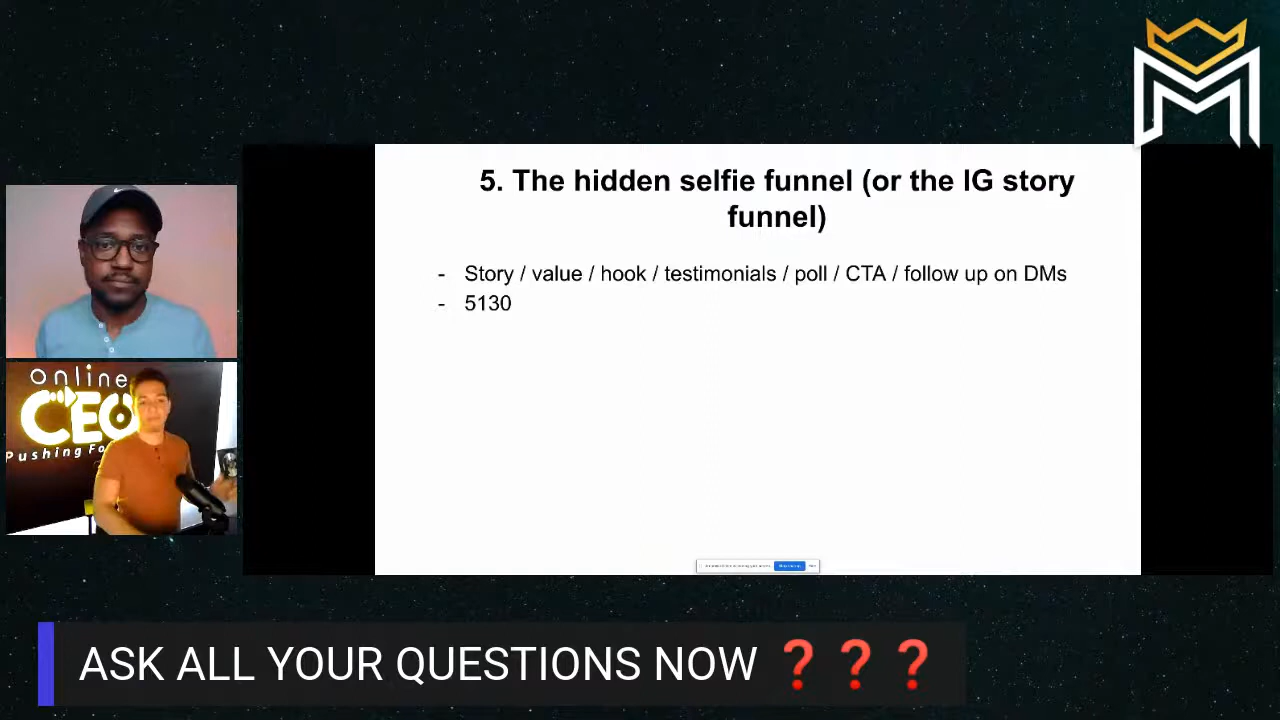 5. The hidden selfie funnel (or the IG story
funnel)
- Story / value / hook / testimonials / poll / CTA / follow up on DMs
- 5130
online
CEO
ASK ALL YOUR QUESTIONS NOW ❓❓❓